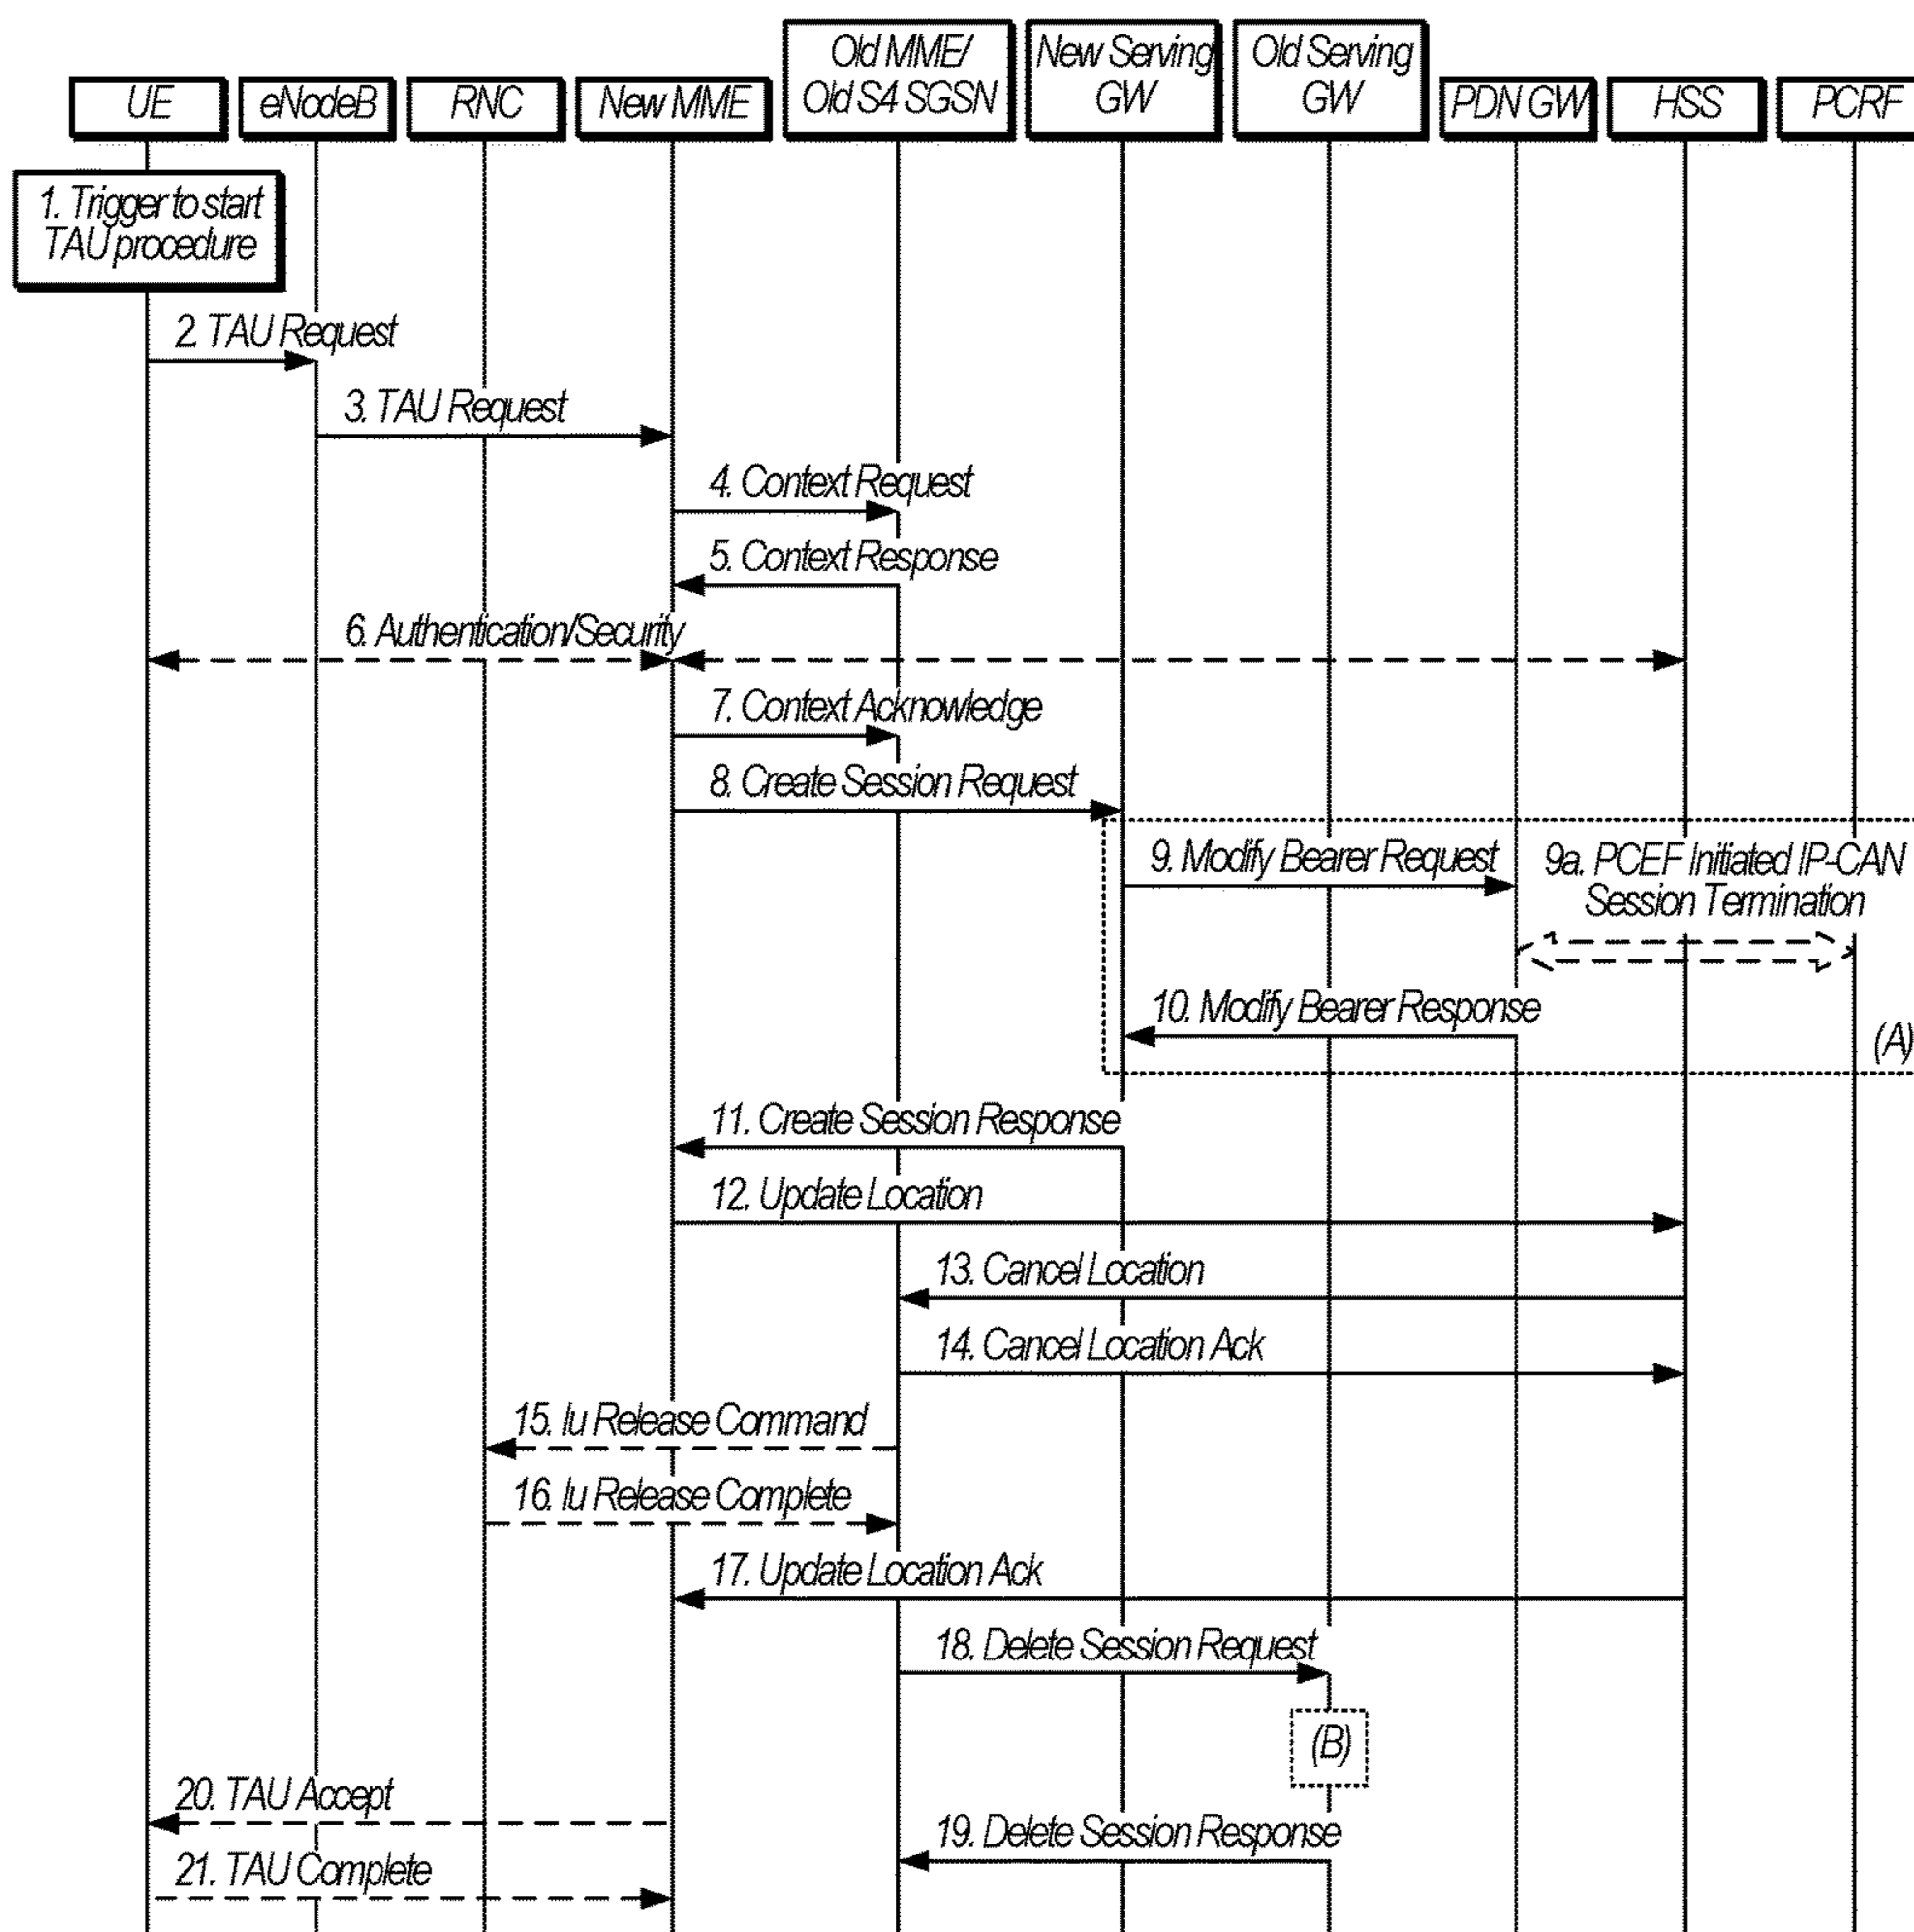 UE
eNodeB
RNC
New MME
Old MME/
Old S4 SGSN
New Serving
GW
Old Serving
GW
PDN GW
HSS
PCRF
1. Trigger to start
TAU procedure
2 TAU Request
3. TAU Request
4. Context Request
5. Context Response
6. Authentication/Security
7. Context Acknowledge
8. Create Session Request
9. Modify Bearer Request
9a. PCEF Initiated IP-CAN
Session Termination
10. Modify Bearer Response
(A)
11. Create Session Response
12. Update Location
13. Cancel Location
14. Cancel Location Ack
15. Iu Release Command
16. Iu Release Complete
17. Update Location Ack
18. Delete Session Request
(B)
20. TAU Accept
19. Delete Session Response
21. TAU Complete